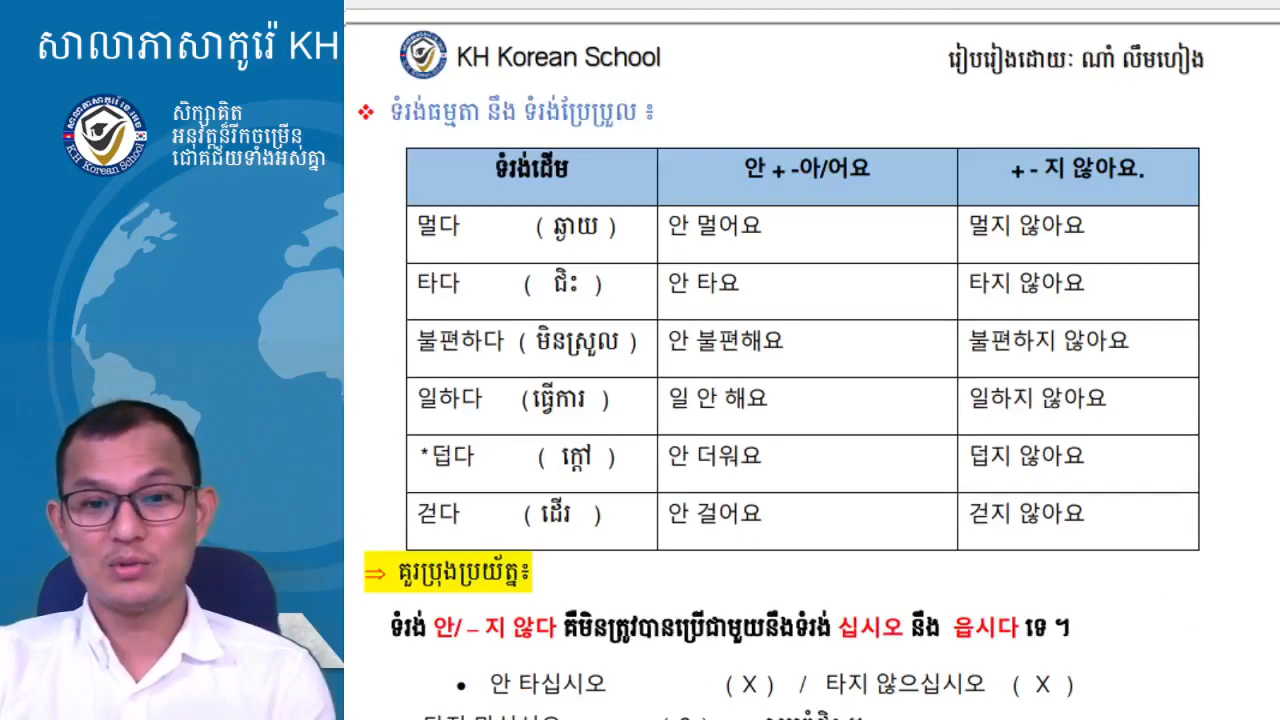 សាលាភាសាកូរ៉េ KH
សិក្សាគិត
អនុវត្តន៍រីកចម្រើន
ជោគជ័យទាំងអស់គ្នា
KH Korean School
រៀបរៀងដោយៈ ណាំ លឹមហៀង
ទំរង់ធម្មតា នឹង ទំរង់ប្រែប្រួល ៖
ទំរង់ដើម 안 + -아/어요 + - 지 않아요.
멀다 ( ឆ្ងាយ ) 안 멀어요 멀지 않아요
타다 ( ជិះ ) 안 타요 타지 않아요
불편하다 ( មិនស្រួល ) 안 불편해요 불편하지 않아요
일하다 (ធ្វើការ ) 일 안 해요 일하지 않아요
*덥다 ( ក្តៅ ) 안 더워요 덥지 않아요
걷다 ( ដើរ ) 안 걸어요 걷지 않아요
⇒ គួរប្រុងប្រយ័ត្ន៖
ទំរង់ 안/ – 지 않다 គឺមិនត្រូវបានប្រើជាមួយនឹងទំរង់ 십시오 នឹង 읍시다 ទេ ។
• 안 타십시오 ( X ) / 타지 않으십시오 ( X )